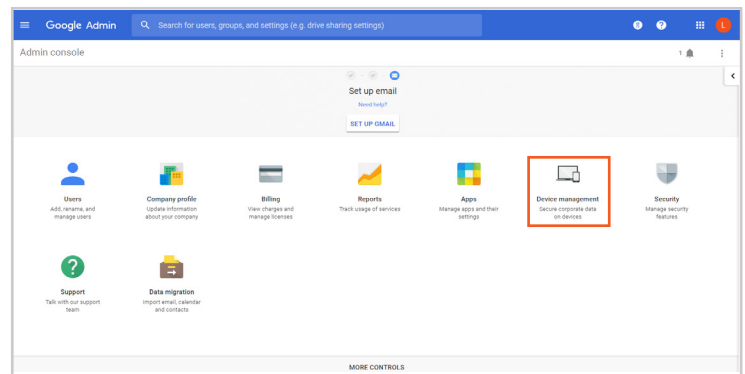 Google Admin
Search for users, groups, and settings (e.g. drive sharing settings)
L
Admin console
1
Set up email
Need help?
SET UP GMAIL
Users
Add, rename, and
manage users
Company profile
Update information
about your company
Billing
View charges and
manage licenses
Reports
Track usage of services
Apps
Manage apps and their
settings
Device management
Secure corporate data
on devices
Security
Manage security
features
Support
Talk with our support
team
Data migration
Import email, calendar
and contacts
MORE CONTROLS